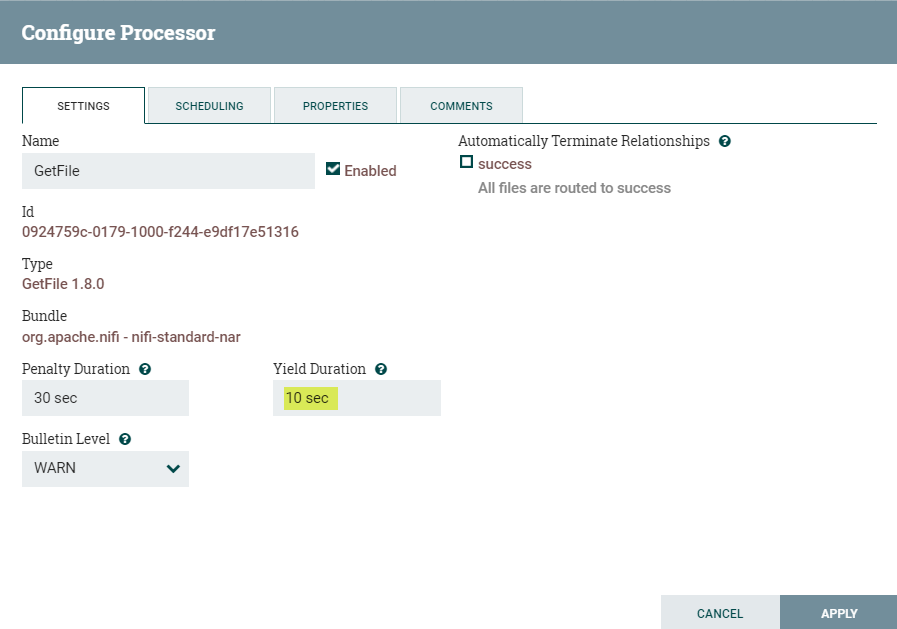 Configure Processor
SETTINGS
SCHEDULING
PROPERTIES
COMMENTS
Name
GetFile
Enabled
Id
0924759c-0179-1000-f244-e9df17e51316
Type
GetFile 1.8.0
Bundle
org.apache.nifi - nifi-standard-nar
Penalty Duration
Yield Duration
30 sec
10 sec
Bulletin Level
WARN
Automatically Terminate Relationships
success
All files are routed to success
CANCEL
APPLY